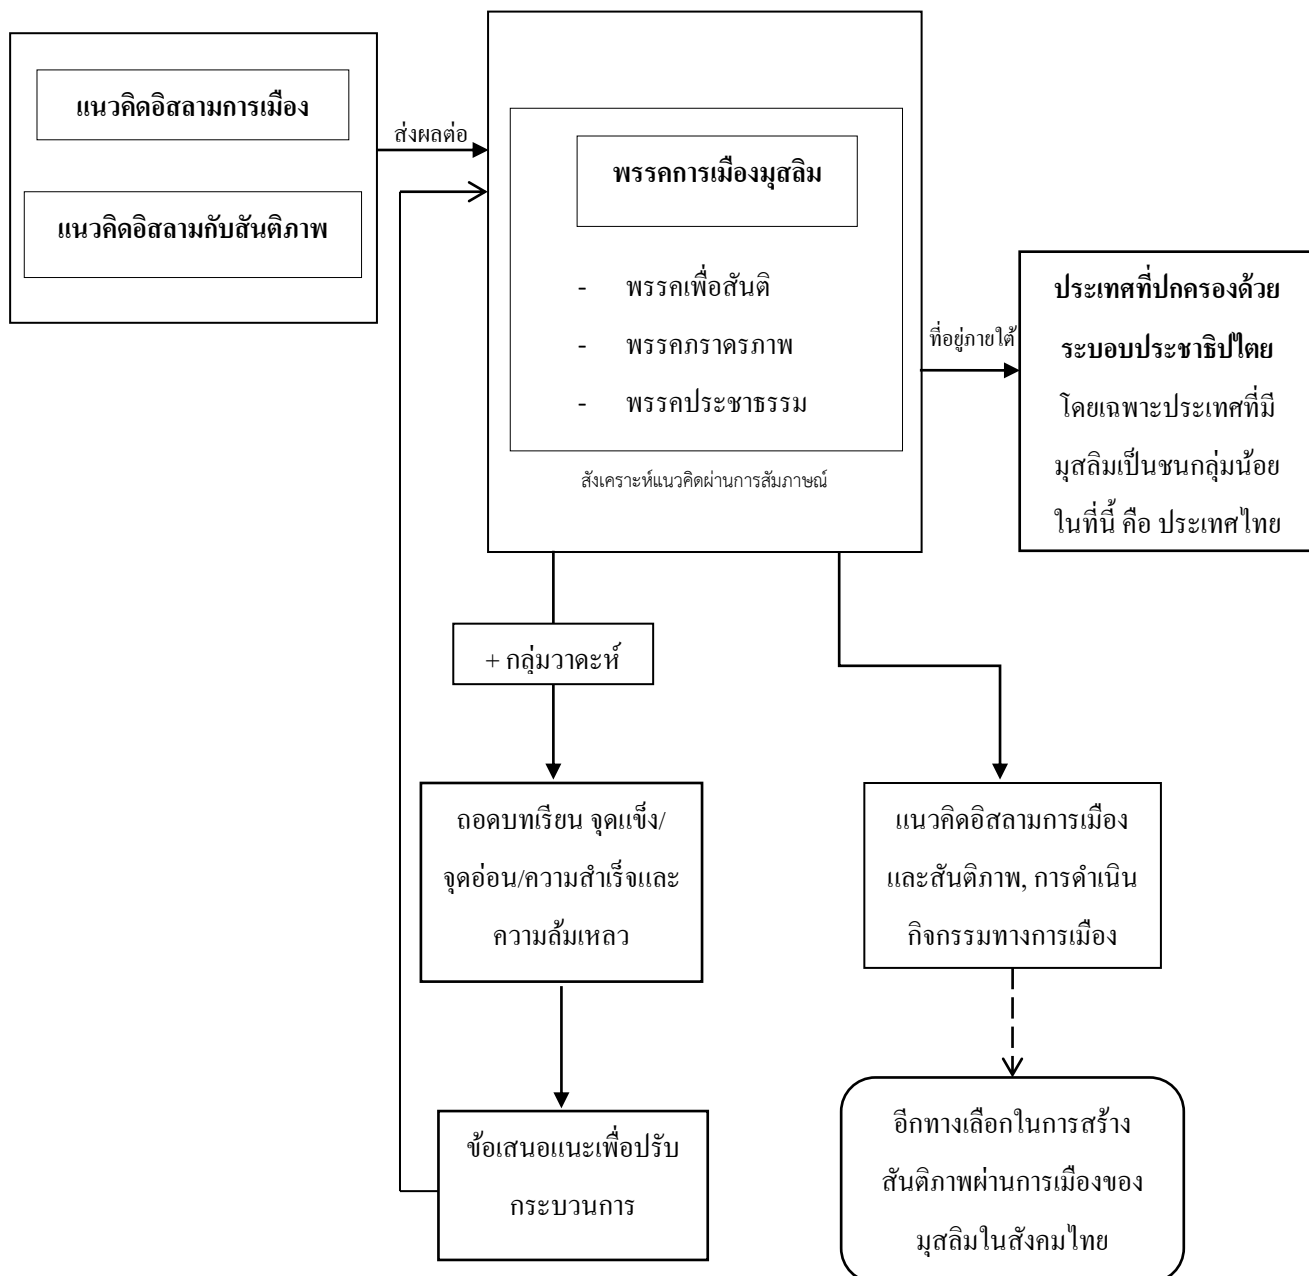 แนวคิดอิสลามการเมือง
แนวคิดอิสลามกับสันติภาพ
ส่งผลต่อ
พรรคการเมืองมุสลิม
- พรรคเพื่อสันติ
- พรรคภราดรภาพ
- พรรคประชาธรรม
สังเคราะห์แนวคิดผ่านการสัมภาษณ์
ที่อยู่ภายใต้
ประเทศที่ปกครองด้วย
ระบอบประชาธิปไตย
โดยเฉพาะประเทศที่มี
มุสลิมเป็นชนกลุ่มน้อย
ในที่นี้ คือ ประเทศไทย
+ กลุ่มวาดะห์
ถอดบทเรียน จุดแข็ง/
จุดอ่อน/ความสำเร็จและ
ความล้มเหลว
แนวคิดอิสลามการเมือง
และสันติภาพ, การดำเนิน
กิจกรรมทางการเมือง
ข้อเสนอแนะเพื่อปรับ
กระบวนการ
อีกทางเลือกในการสร้าง
สันติภาพผ่านการเมืองของ
มุสลิมในสังคมไทย